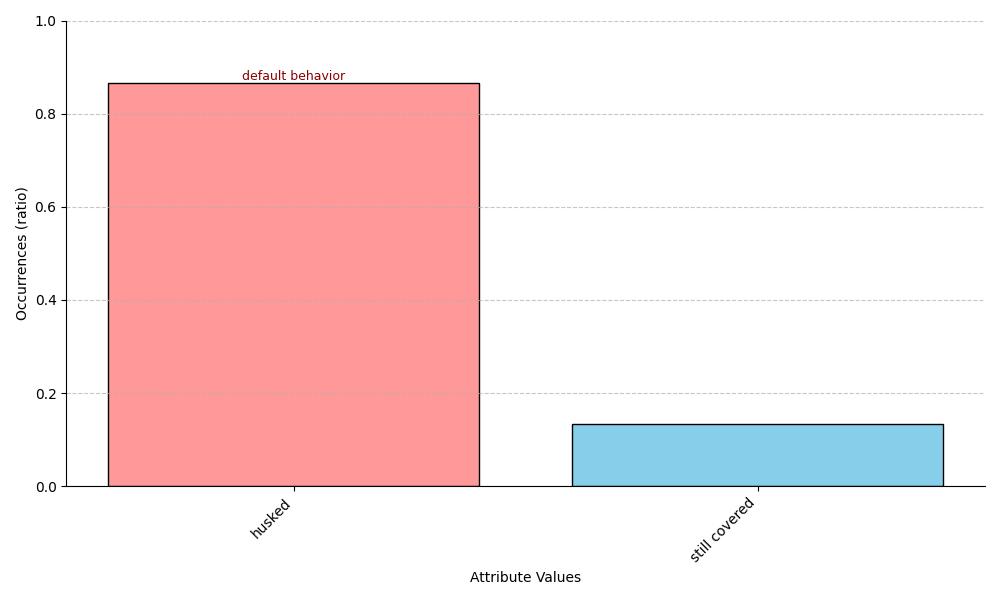 default behavior
Occurrences (ratio)
1.0
0.8
0.6
0.4
0.2
0.0
husked
still covered
Attribute Values